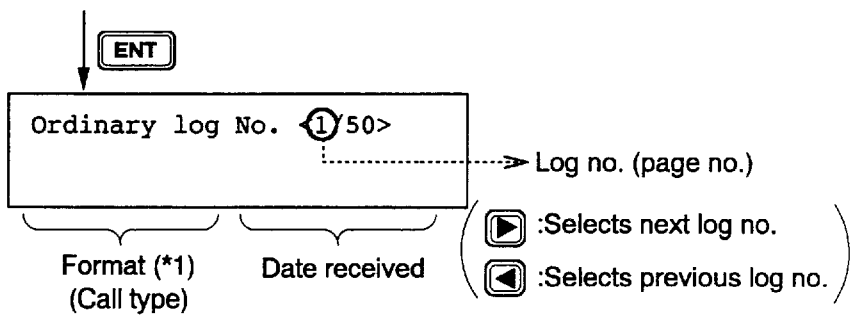 ENT
Ordinary log No. <1/50>
Log no. (page no.)
:Selects next log no.
:Selects previous log no.
Format (*1)
(Call type)
Date received